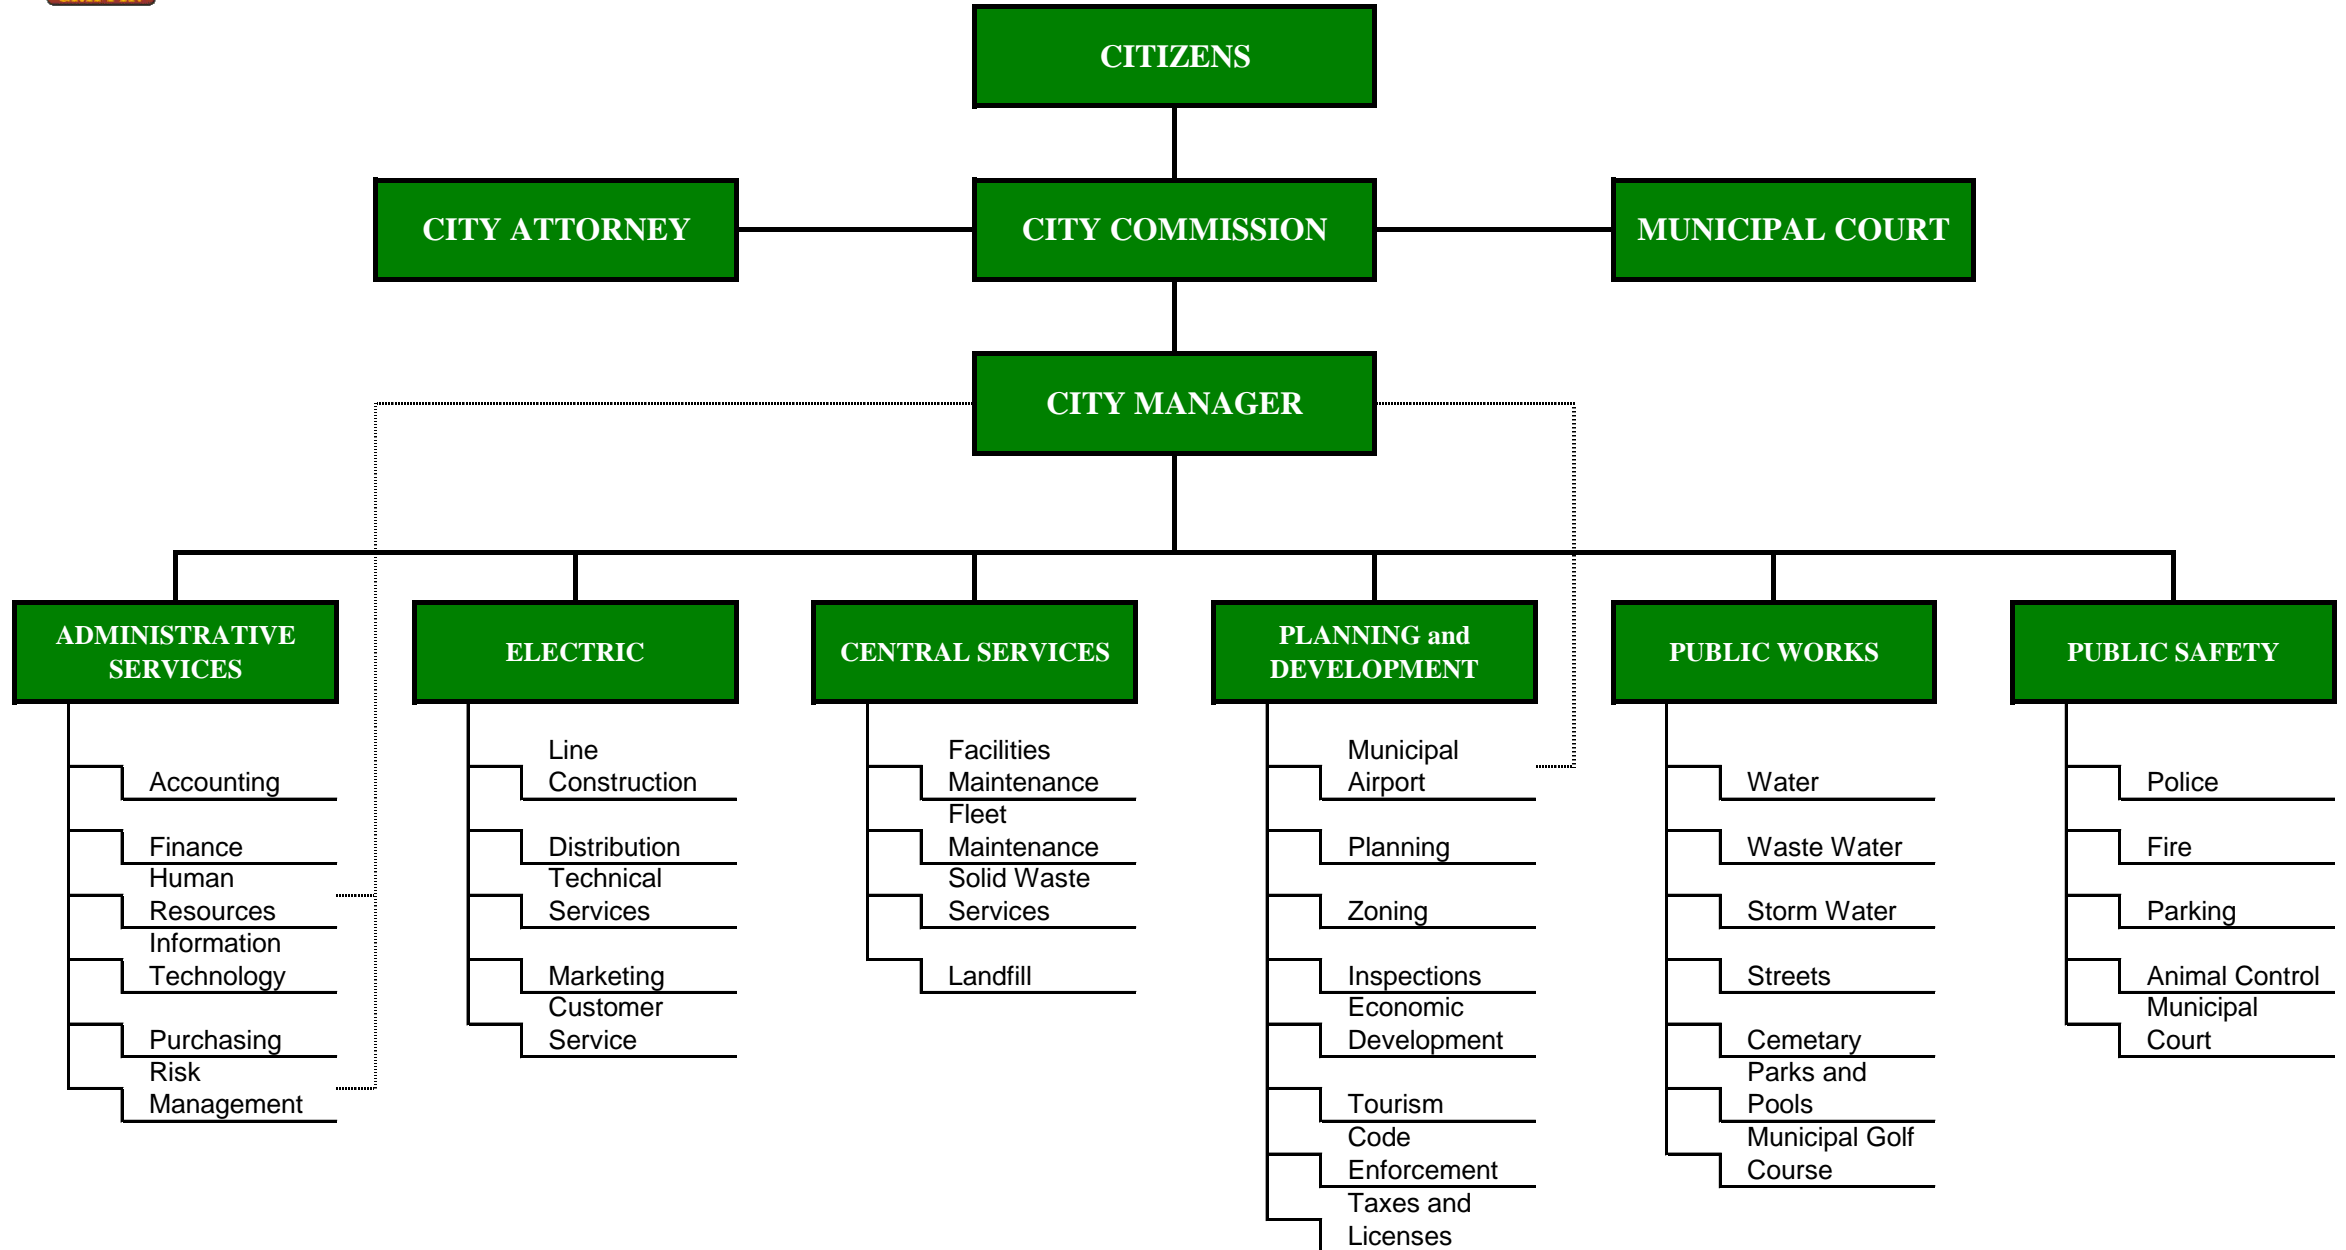 CITIZENS
CITY ATTORNEY
CITY COMMISSION
MUNICIPAL COURT
CITY MANAGER
ADMINISTRATIVE
SERVICES
ELECTRIC
CENTRAL SERVICES
PLANNING and
DEVELOPMENT
PUBLIC WORKS
PUBLIC SAFETY
Accounting
Finance
Human
Resources
Information
Technology
Purchasing
Risk
Management
Line
Construction
Distribution
Technical
Services
Marketing
Customer
Service
Facilities
Maintenance
Fleet
Maintenance
Solid Waste
Services
Landfill
Municipal
Airport
Planning
Zoning
Inspections
Economic
Development
Tourism
Code
Enforcement
Taxes and
Licenses
Water
Waste Water
Storm Water
Streets
Cemetary
Parks and
Pools
Municipal Golf
Course
Police
Fire
Parking
Animal Control
Municipal
Court